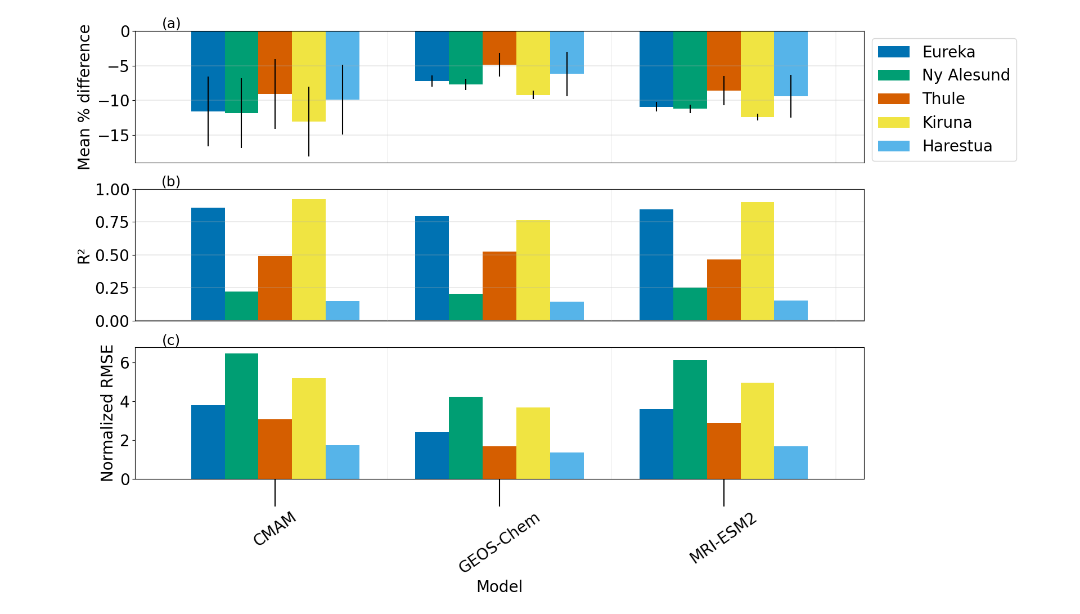 (a)
Mean % difference
0
−5
−10
−15
Eureka
Ny Alesund
Thule
Kiruna
Harestua
(b)
R²
1.00
0.75
0.50
0.25
0.00
(c)
Normalized RMSE
6
4
2
0
CMAM
GEOS-Chem
MRI-ESM2
Model